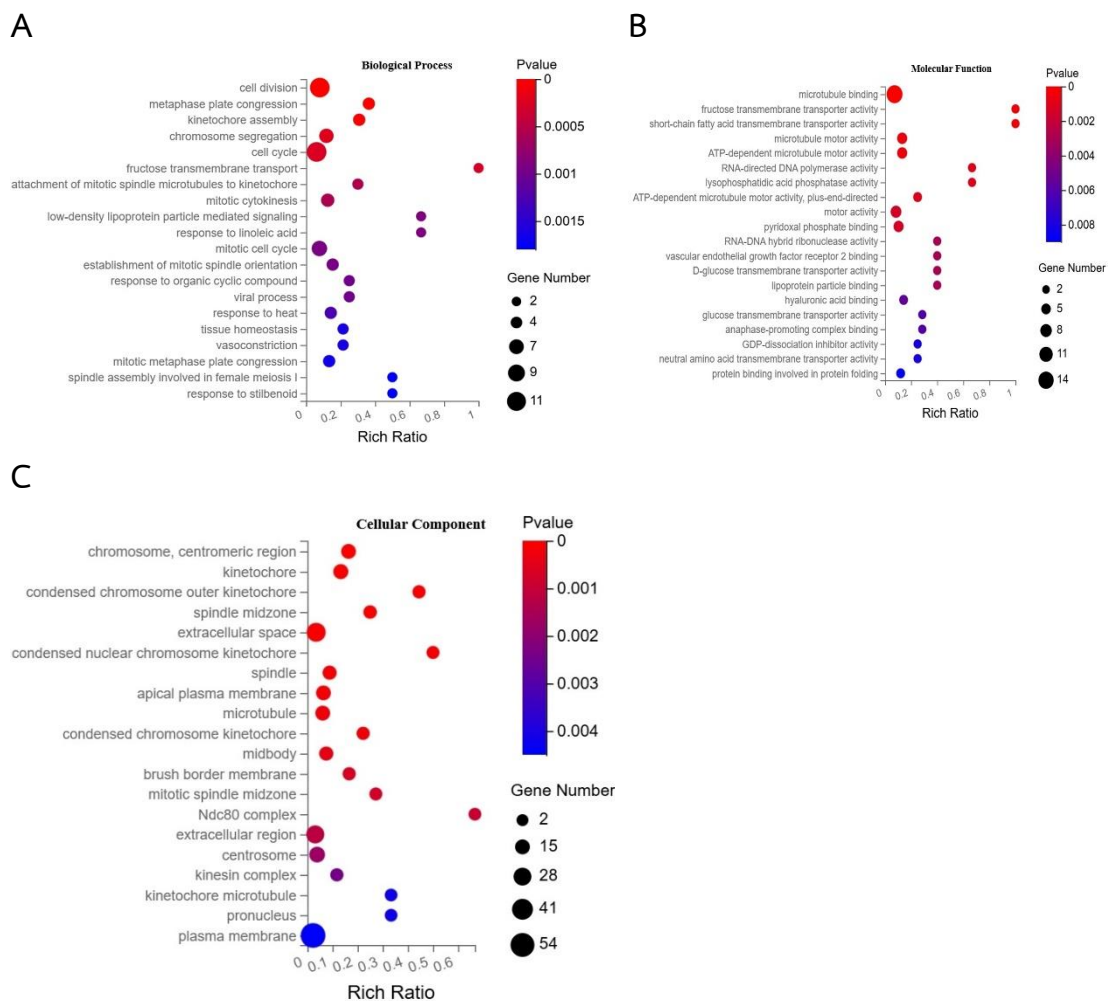 A
Biological Process
cell division
metaphase plate congression
kinetochore assembly
chromosome segregation
cell cycle
fructose transmembrane transport
attachment of mitotic spindle microtubules to kinetochore
mitotic cytokinesis
low-density lipoprotein particle mediated signaling
response to linoleic acid
mitotic cell cycle
establishment of mitotic spindle orientation
response to organic cyclic compound
viral process
response to heat
tissue homeostasis
vasoconstriction
mitotic metaphase plate congression
spindle assembly involved in female meiosis I
response to stilbenoid
0 0.2 0.4 0.6 0.8 1
Rich Ratio
Pvalue
0
0.0005
0.001
0.0015
Gene Number
2
4
7
9
11
B
Molecular Function
microtubule binding
fructose transmembrane transporter activity
short-chain fatty acid transmembrane transporter activity
microtubule motor activity
ATP-dependent microtubule motor activity
RNA-directed DNA polymerase activity
lysophosphatidic acid phosphatase activity
ATP-dependent microtubule motor activity, plus-end-directed
motor activity
pyridoxal phosphate binding
RNA-DNA hybrid ribonuclease activity
vascular endothelial growth factor receptor 2 binding
D-glucose transmembrane transporter activity
lipoprotein particle binding
hyaluronic acid binding
glucose transmembrane transporter activity
anaphase-promoting complex binding
GDP-dissociation inhibitor activity
neutral amino acid transmembrane transporter activity
protein binding involved in protein folding
0 0.2 0.4 0.6 0.8 1
Rich Ratio
Pvalue
0
0.002
0.004
0.006
0.008
Gene Number
2
5
8
11
14
C
Cellular Component
chromosome, centromeric region
kinetochore
condensed chromosome outer kinetochore
spindle midzone
extracellular space
condensed nuclear chromosome kinetochore
spindle
apical plasma membrane
microtubule
condensed chromosome kinetochore
midbody
brush border membrane
mitotic spindle midzone
Ndc80 complex
extracellular region
centrosome
kinesin complex
kinetochore microtubule
pronucleus
plasma membrane
0 0.1 0.2 0.3 0.4 0.5 0.6
Rich Ratio
Pvalue
0
0.001
0.002
0.003
0.004
Gene Number
2
15
28
41
54